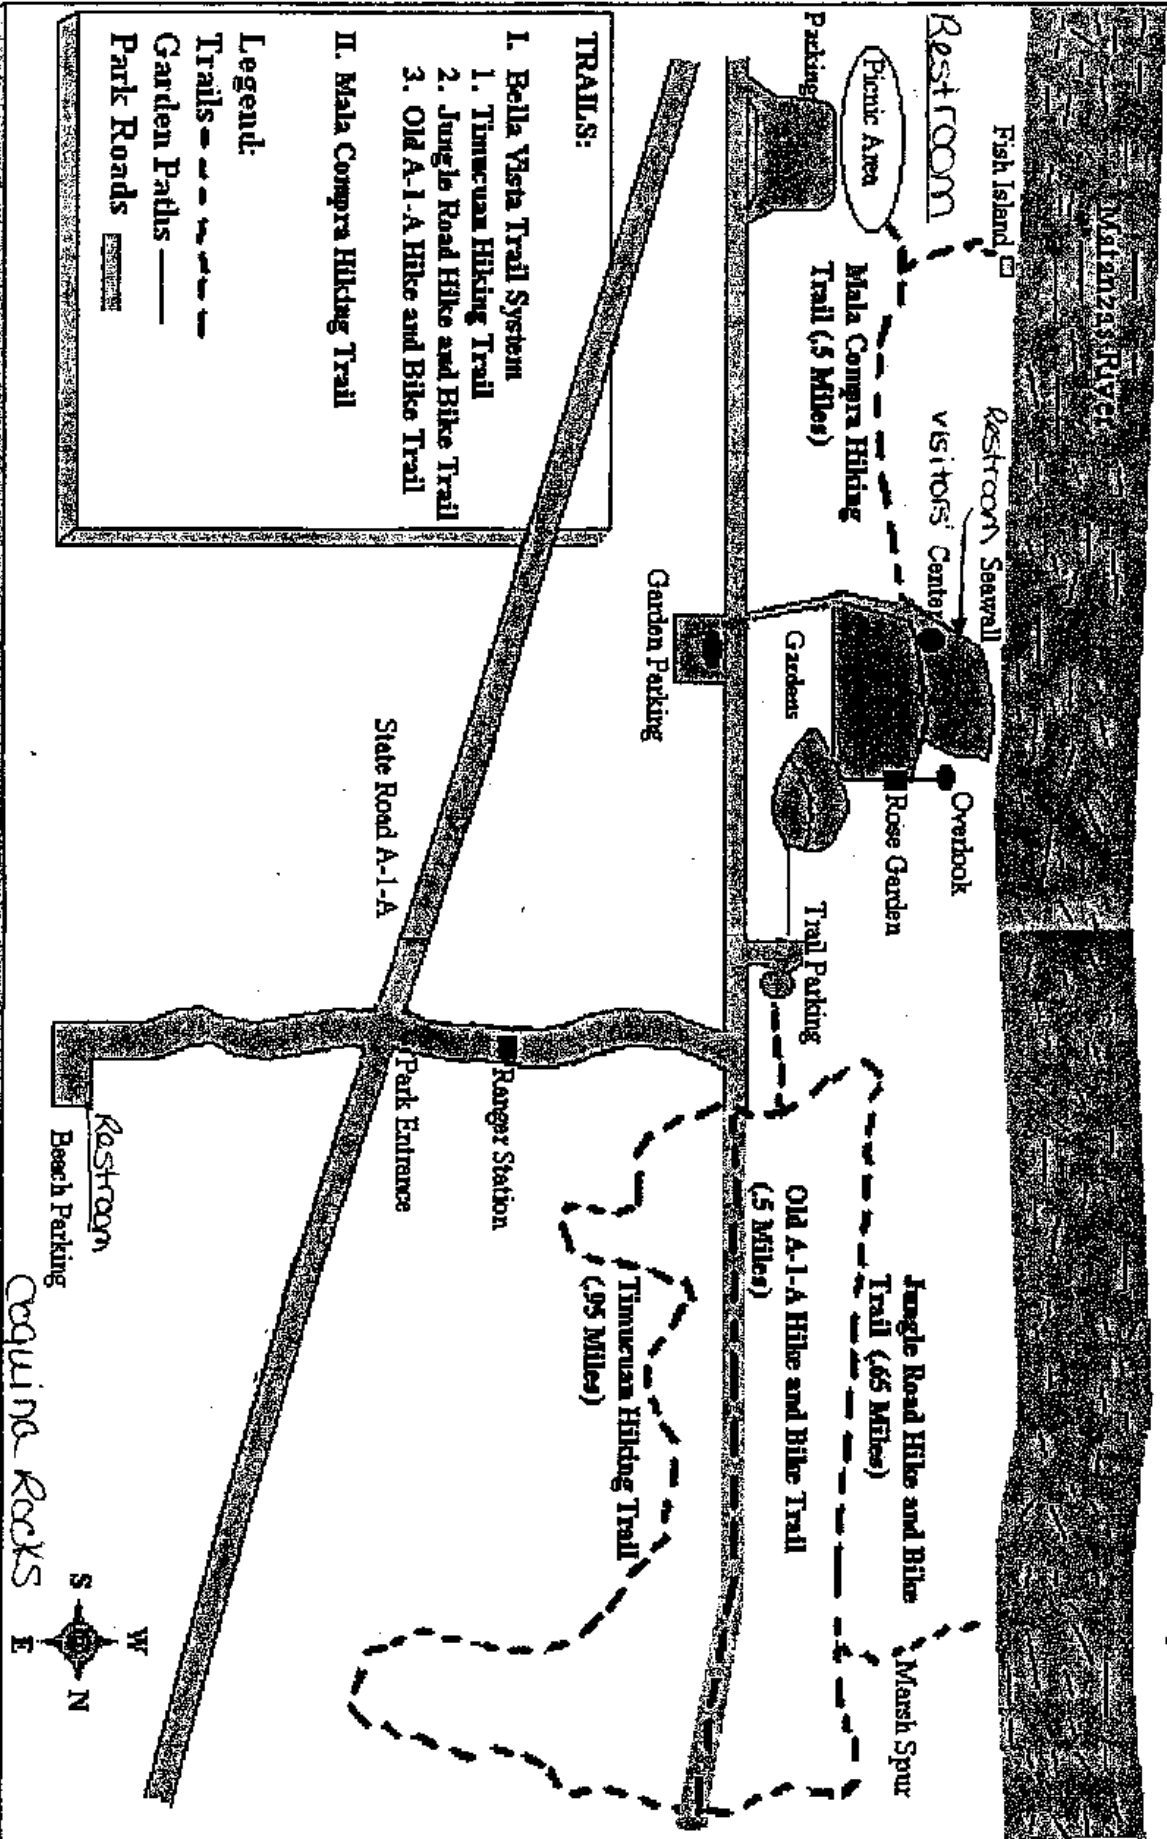 Matanzas River
Fish Island
Restroom
Picnic Area
Parking
Mala Compra Hiking
Trail (.5 Miles)
Restroom
Seawall
visitors' Center
Overlook
Rose Garden
Gardens
Garden Parking
Trail Parking
Jungle Road Hike and Bike
Trail (.65 Miles)
Marsh Spur
Old A-1-A Hike and Bike Trail
(.5 Miles)
Timucuan Hiking Trail
(.95 Miles)
Ranger Station
Park Entrance
State Road A-1-A
Restroom
Beach Parking
Coquina Rocks
TRAILS:
I. Bella Vista Trail System
1. Timucuan Hiking Trail
2. Jungle Road Hike and Bike Trail
3. Old A-1-A Hike and Bike Trail
II. Mala Compra Hiking Trail
Legend:
Trails
Garden Paths
Park Roads
W
S
N
E